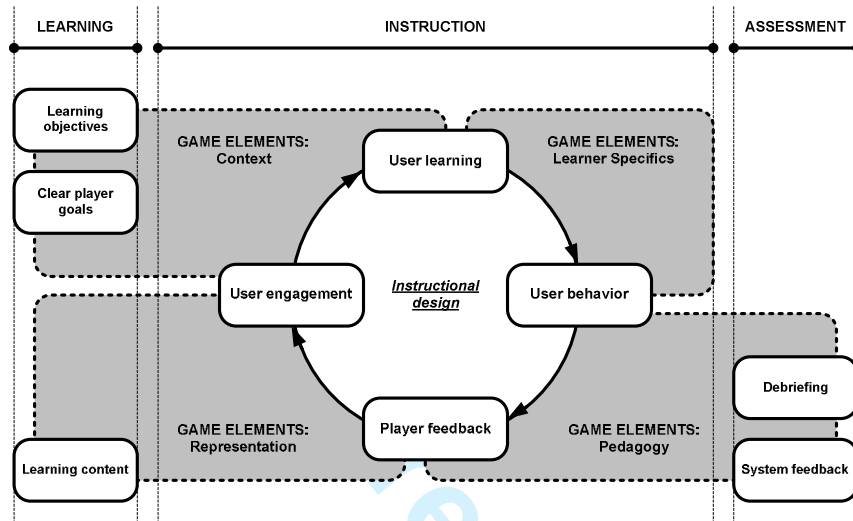 LEARNING
INSTRUCTION
ASSESSMENT
Learning
objectives
GAME ELEMENTS:
Context
User learning
GAME ELEMENTS:
Learner Specifics
Clear player
goals
User engagement
Instructional
design
User behavior
GAME ELEMENTS:
Representation
Player feedback
GAME ELEMENTS:
Pedagogy
Debriefing
Learning content
System feedback